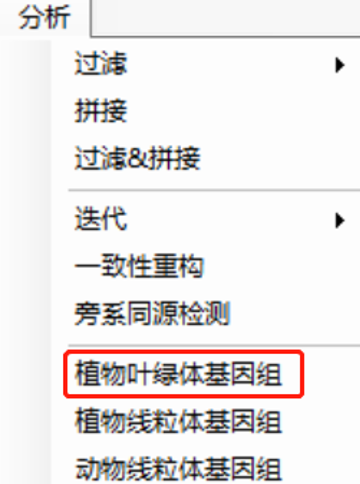 分析
过滤
拼接
过滤&拼接
迭代
一致性重构
旁系同源检测
植物叶绿体基因组
植物线粒体基因组
动物线粒体基因组